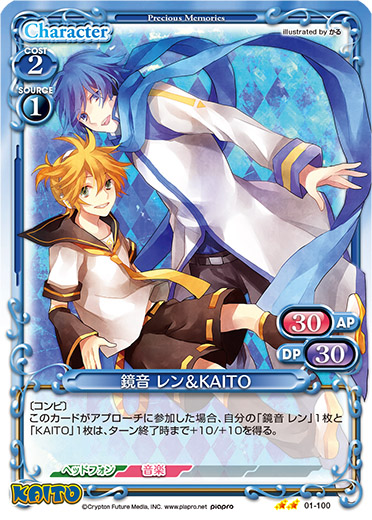 Precious Memories
Character
illustrated by かる
COST
2
SOURCE
1
30 AP
DP 30
鏡音 レン&KAITO
［コンビ］
このカードがアプローチに参加した場合、自分の「鏡音 レン」1枚と
「KAITO」1枚は、ターン終了時まで+10/+10を得る。
ヘッドフォン 音楽
KAITO
©Crypton Future Media, INC. www.piapro.net piapro
01-100